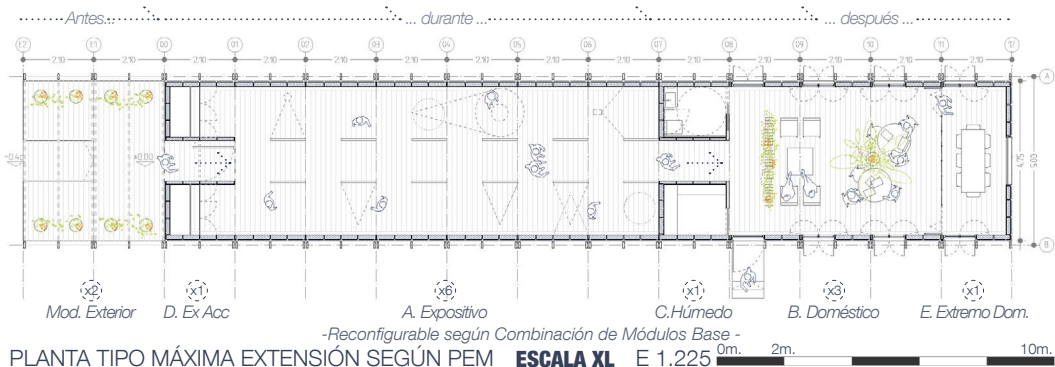 Antes... ... durante ... ... después ...
E2 E1 00 01 02 03 04 05 06 07 08 09 10 11 12
2.10 2.10 2.10 2.10 2.10 2.10 2.10 2.10 2.10 2.10 2.10 2.10 2.10 2.10
A
±0.00
4.75 5.00
B
x2 x1 x6 x1 x3 x1
Mod. Exterior D. Ex Acc A. Expositivo C.Húmedo B. Doméstico E. Extremo Dom.
-Reconfigurable según Combinación de Módulos Base -
PLANTA TIPO MÁXIMA EXTENSIÓN SEGÚN PEM ESCALA XL E 1.225 0m. 2m. 10m.